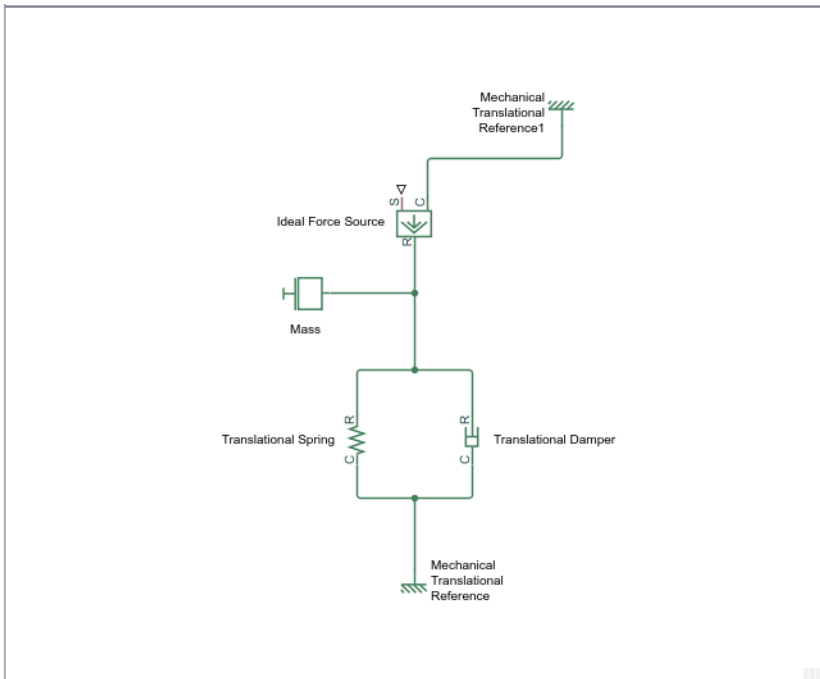 Mechanical
Translational
Reference1
S
C
Ideal Force Source
R
Mass
R
R
Translational Spring
Translational Damper
C
C
Mechanical
Translational
Reference